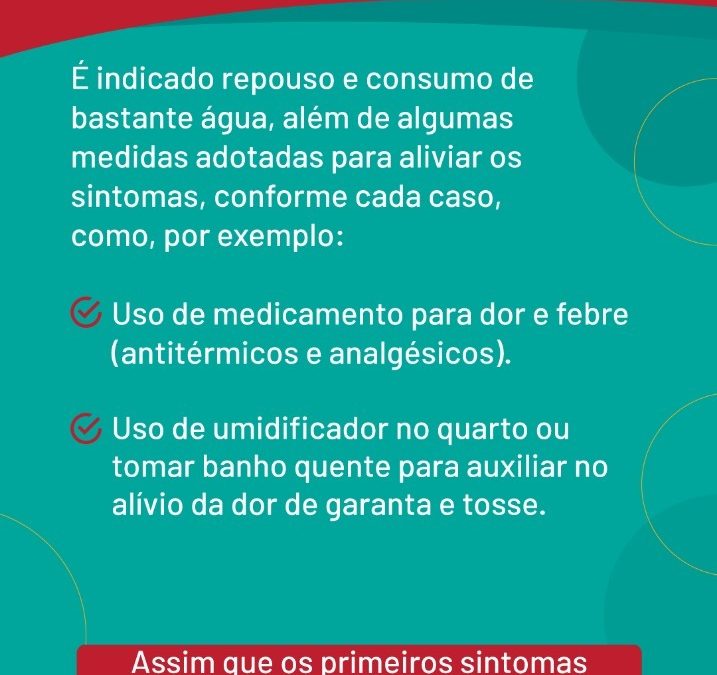 É indicado repouso e consumo de
bastante água, além de algumas
medidas adotadas para aliviar os
sintomas, conforme cada caso,
como, por exemplo:
Uso de medicamento para dor e febre
(antitérmicos e analgésicos).
Uso de umidificador no quarto ou
tomar banho quente para auxiliar no
alívio da dor de garanta e tosse.
Assim que os primeiros sintomas